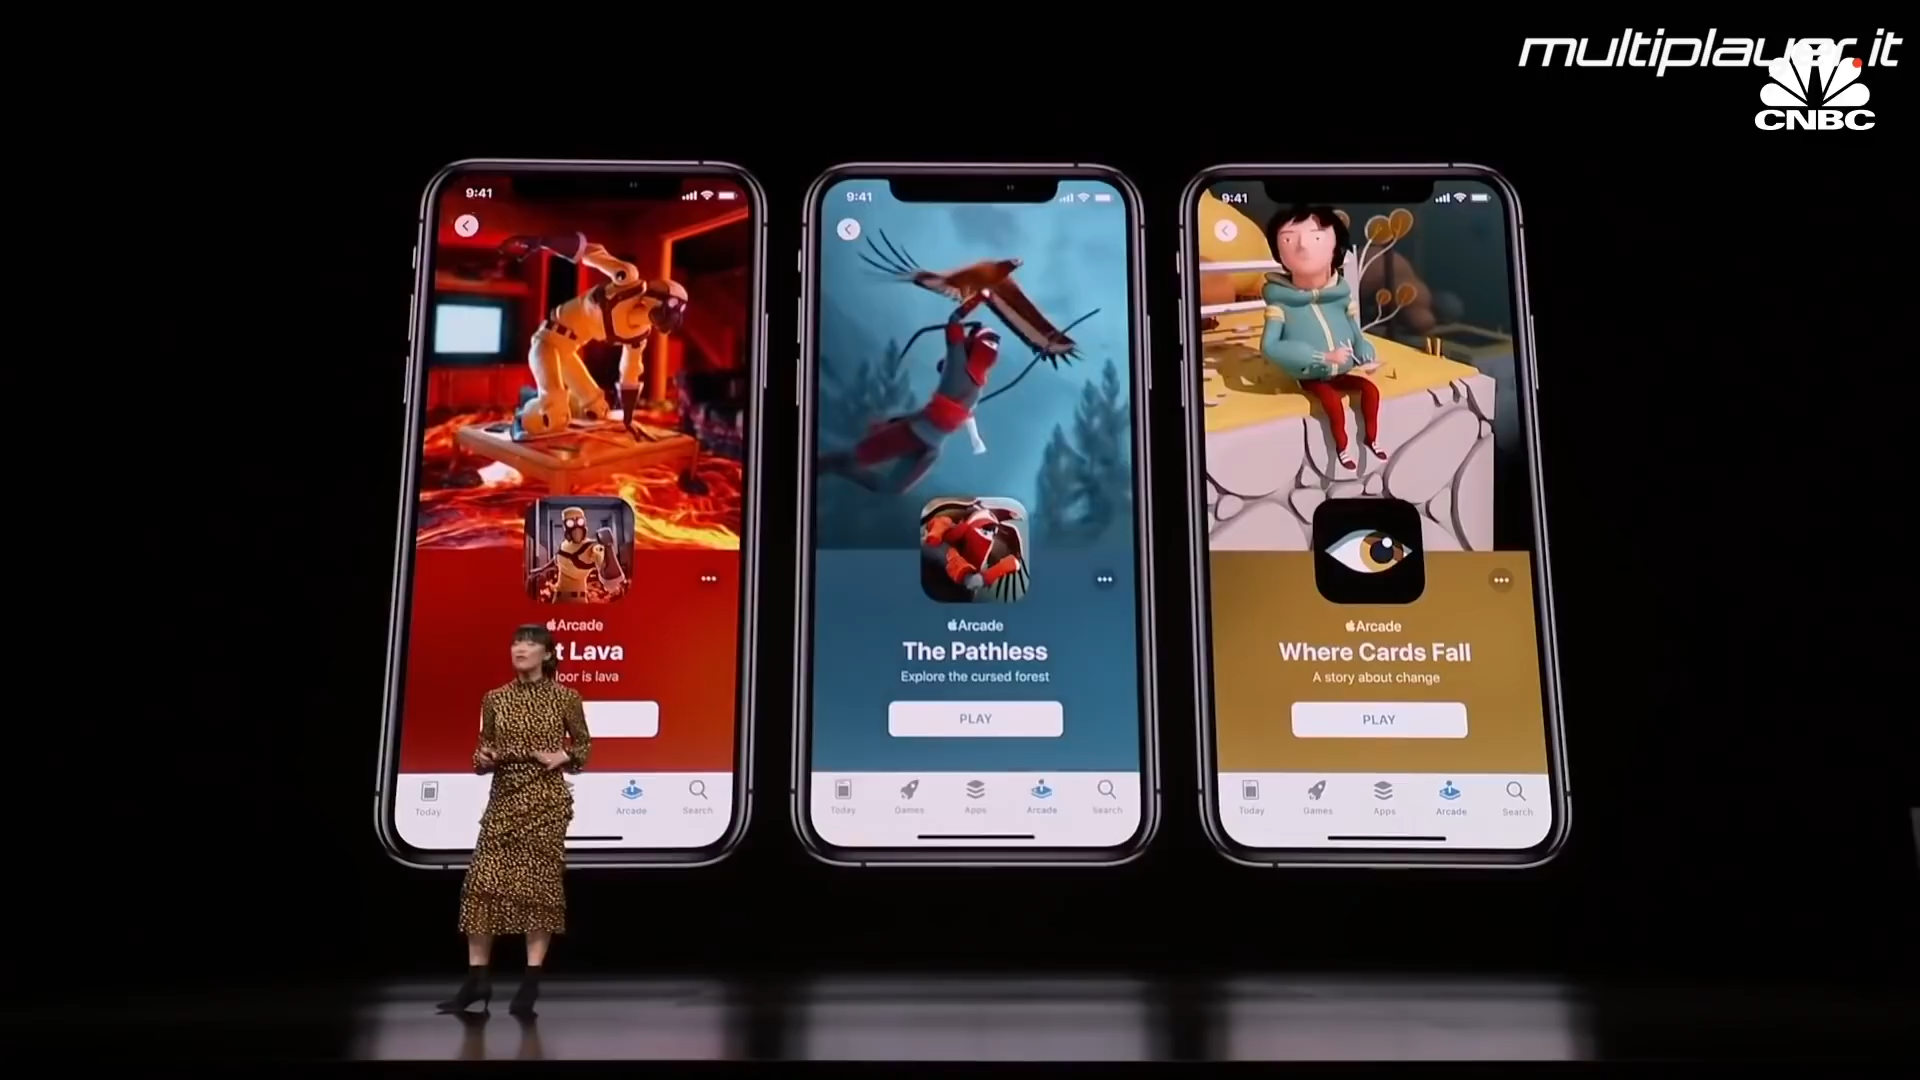 multiplayer.it
CNBC
9:41
Arcade
t Lava
loor is lava
Today
Arcade
Search
9:41
Arcade
The Pathless
Explore the cursed forest
PLAY
Today
Games
Apps
Arcade
Search
9:41
Arcade
Where Cards Fall
A story about change
PLAY
Today
Games
Apps
Arcade
Search